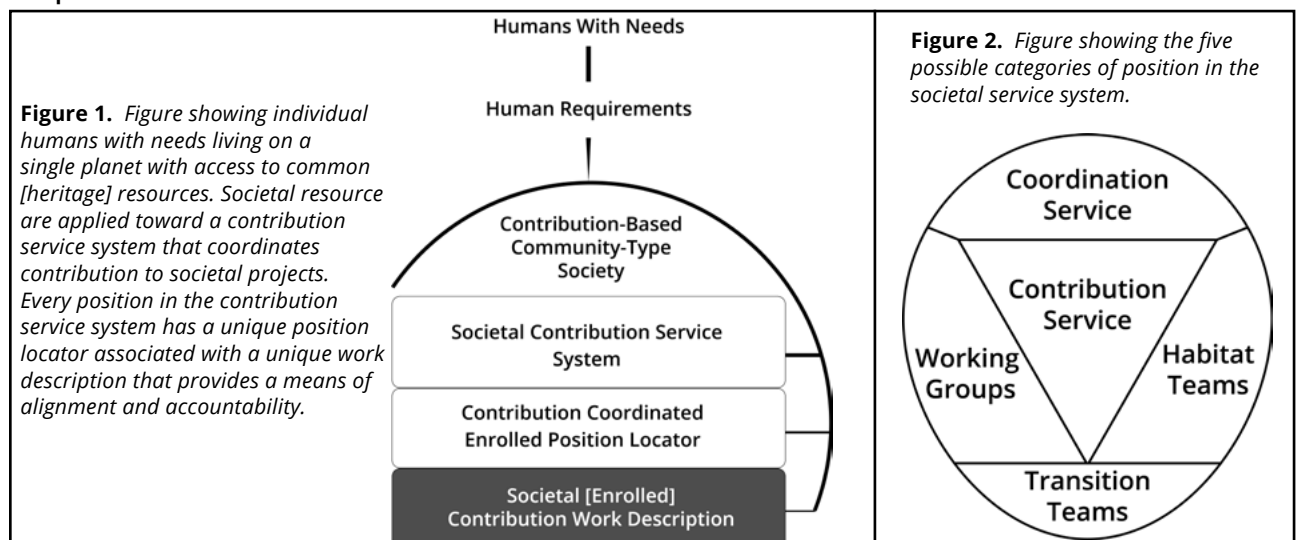 Humans With Needs
Human Requirements
Figure 1. Figure showing individual
humans with needs living on a
single planet with access to common
[heritage] resources. Societal resource
are applied toward a contribution
service system that coordinates
contribution to societal projects.
Every position in the contribution
service system has a unique position
locator associated with a unique work
description that provides a means of
alignment and accountability.
Contribution-Based
Community-Type
Society
Societal Contribution Service
System
Contribution Coordinated
Enrolled Position Locator
Societal [Enrolled]
Contribution Work Description
Figure 2. Figure showing the five
possible categories of position in the
societal service system.
Coordination
Service
Contribution
Service
Working
Groups
Habitat
Teams
Transition
Teams